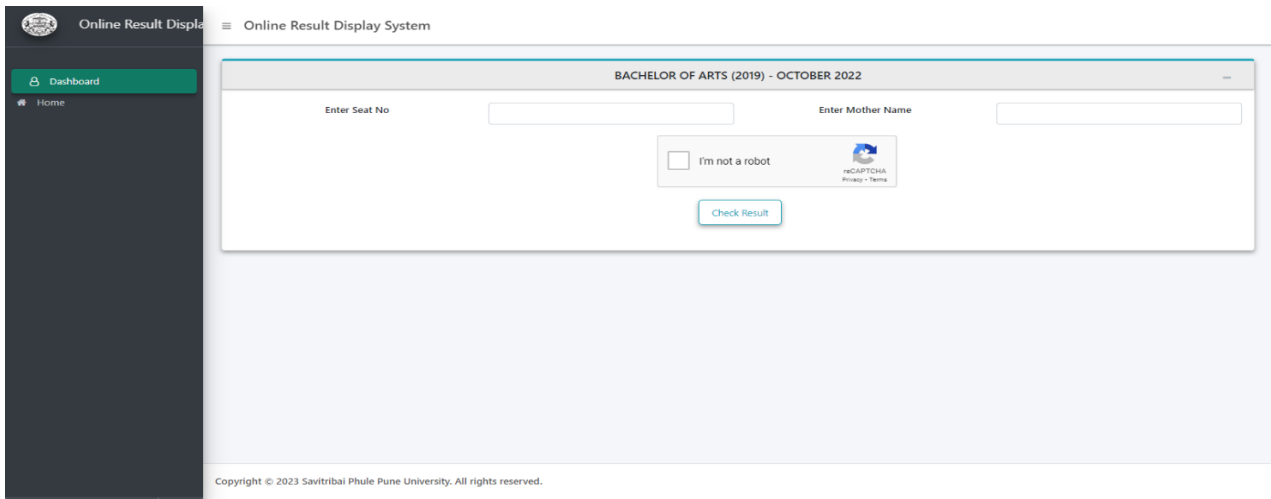 Online Result Displa
Online Result Display System
Dashboard
Home
BACHELOR OF ARTS (2019) - OCTOBER 2022
Enter Seat No
Enter Mother Name
I'm not a robot
reCAPTCHA
Privacy - Terms
Check Result
Copyright © 2023 Savitribai Phule Pune University. All rights reserved.